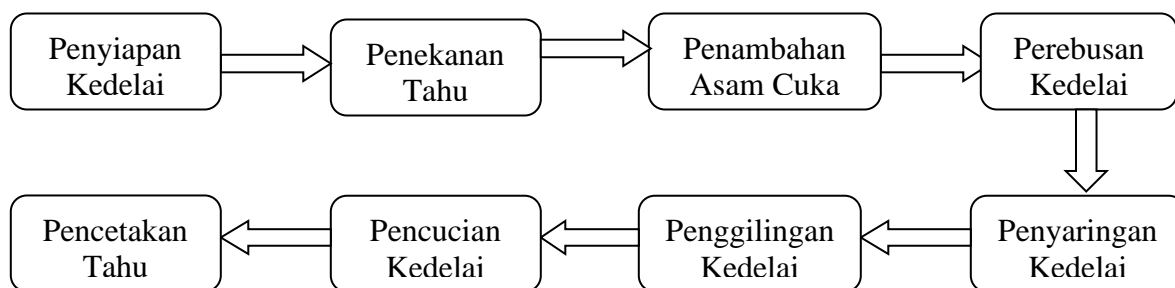 Penyiapan
Kedelai
Penekanan
Tahu
Penambahan
Asam Cuka
Perebusan
Kedelai
Penyaringan
Kedelai
Penggilingan
Kedelai
Pencucian
Kedelai
Pencetakan
Tahu